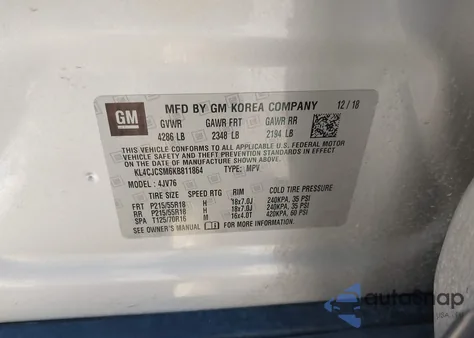 GM
MFD BY GM KOREA COMPANY 12/18
GVWR GAWR FRT GAWR RR
4286 LB 2348 LB 2194 LB
THIS VEHICLE CONFORMS TO ALL APPLICABLE U.S. FEDERAL MOTOR
VEHICLE SAFETY, BUMPER, AND THEFT PREVENTION STANDARDS IN
EFFECT ON THE DATE OF MANUFACTURE SHOWN ABOVE.
KL4CJCSM6KB811864 TYPE: MPV
MODEL: 4JV76
TIRE SIZE SPEED RTG RIM COLD TIRE PRESSURE
FRT P215/55R18 H 18x7.0J 240KPA, 35 PSI
RR P215/55R18 H 18x7.0J 240KPA, 35 PSI
SPA T125/70R16 M 16x4.0T 420KPA, 60 PSI
SEE OWNER'S MANUAL FOR MORE INFORMATION.
autosnap